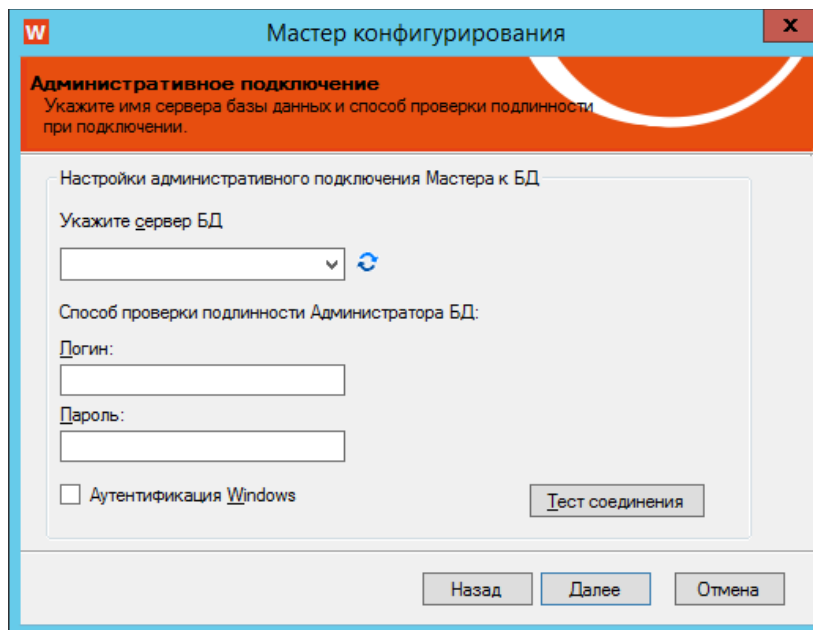 W
Мастер конфигурирования
x
Административное подключение
Укажите имя сервера базы данных и способ проверки подлинности
при подключении.
Настройки административного подключения Мастера к БД
Укажите сервер БД
Способ проверки подлинности Администратора БД:
Логин:
Пароль:
Аутентификация Windows
Тест соединения
Назад
Далее
Отмена